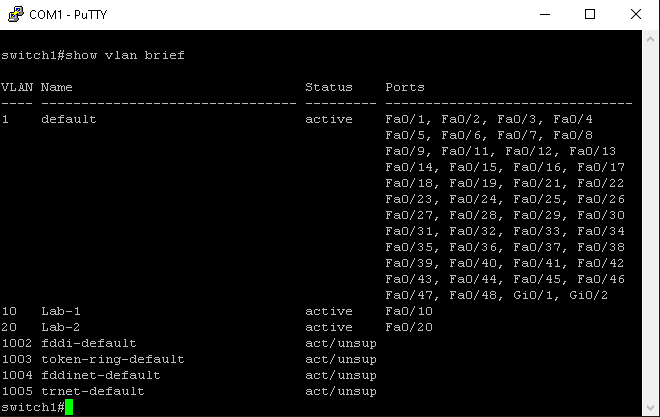 COM1 - PuTTY
switch1#show vlan brief
VLAN Name                             Status    Ports
---- -------------------------------- --------- -------------------------------
1    default                          active    Fa0/1, Fa0/2, Fa0/3, Fa0/4
                                                Fa0/5, Fa0/6, Fa0/7, Fa0/8
                                                Fa0/9, Fa0/11, Fa0/12, Fa0/13
                                                Fa0/14, Fa0/15, Fa0/16, Fa0/17
                                                Fa0/18, Fa0/19, Fa0/21, Fa0/22
                                                Fa0/23, Fa0/24, Fa0/25, Fa0/26
                                                Fa0/27, Fa0/28, Fa0/29, Fa0/30
                                                Fa0/31, Fa0/32, Fa0/33, Fa0/34
                                                Fa0/35, Fa0/36, Fa0/37, Fa0/38
                                                Fa0/39, Fa0/40, Fa0/41, Fa0/42
                                                Fa0/43, Fa0/44, Fa0/45, Fa0/46
                                                Fa0/47, Fa0/48, Gi0/1, Gi0/2
10   Lab-1                            active    Fa0/10
20   Lab-2                            active    Fa0/20
1002 fddi-default                     act/unsup
1003 token-ring-default               act/unsup
1004 fddinet-default                  act/unsup
1005 trnet-default                    act/unsup
switch1#